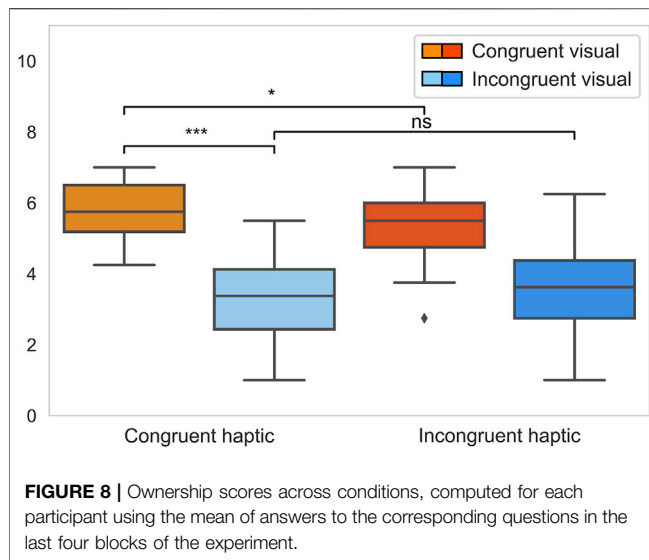 10
Congruent visual
Incongruent visual
*
***
ns
8
6
4
2
0
Congruent haptic Incongruent haptic
FIGURE 8 | Ownership scores across conditions, computed for each
participant using the mean of answers to the corresponding questions in the
last four blocks of the experiment.